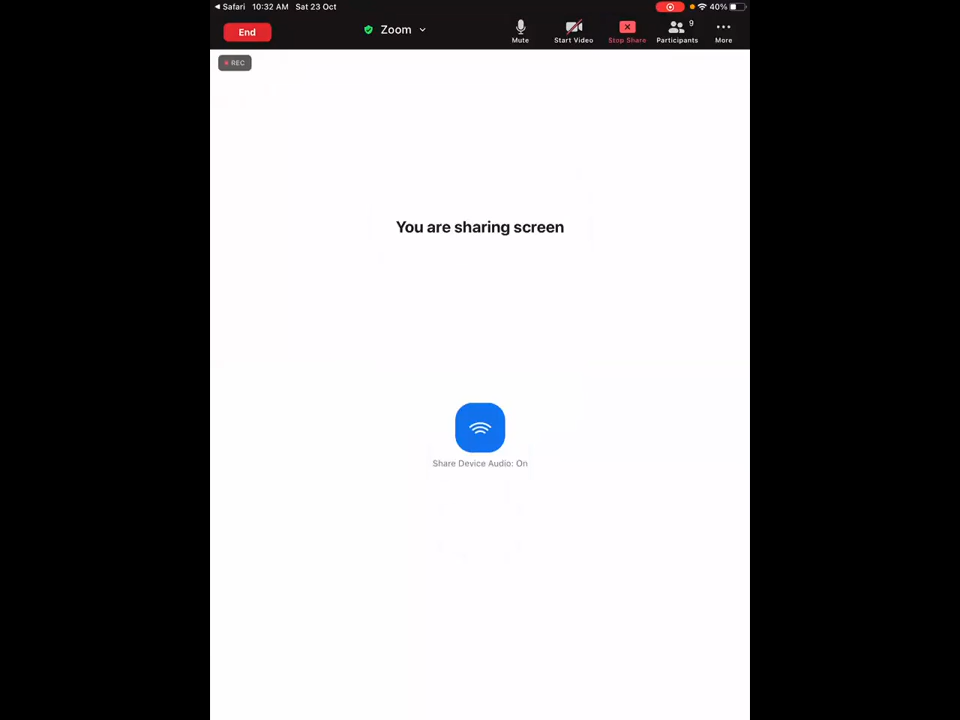 Safari 10:32 AM Sat 23 Oct 40%
End Zoom Mute Start Video Stop Share 9 Participants More
REC
You are sharing screen
Share Device Audio: On